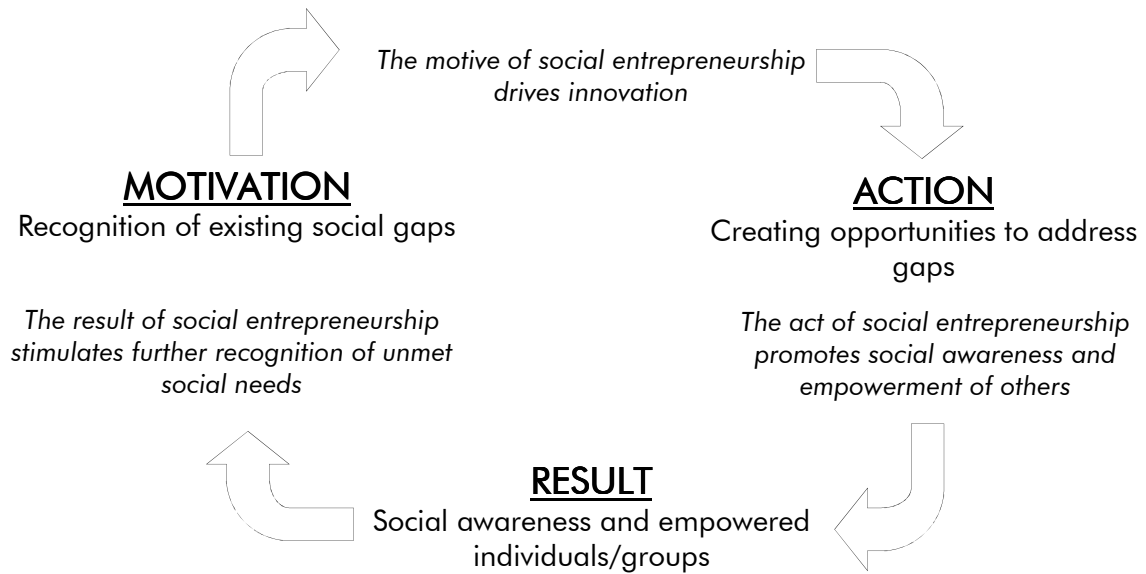 The motive of social entrepreneurship
drives innovation
MOTIVATION
Recognition of existing social gaps
ACTION
Creating opportunities to address
gaps
The result of social entrepreneurship
stimulates further recognition of unmet
social needs
The act of social entrepreneurship
promotes social awareness and
empowerment of others
RESULT
Social awareness and empowered
individuals/groups